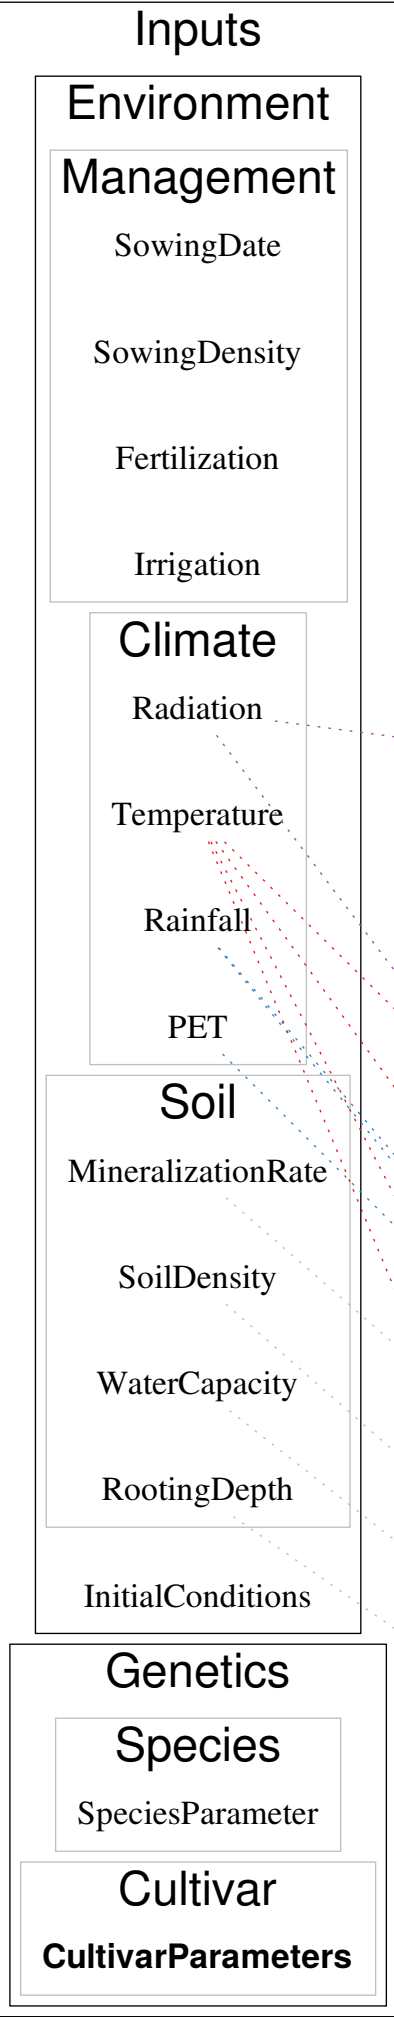 Inputs
Environment
Management
SowingDate
SowingDensity
Fertilization
Irrigation
Climate
Radiation
Temperature
Rainfall
PET
Soil
MineralizationRate
SoilDensity
WaterCapacity
RootingDepth
InitialConditions
Genetics
Species
SpeciesParameter
Cultivar
CultivarParameters